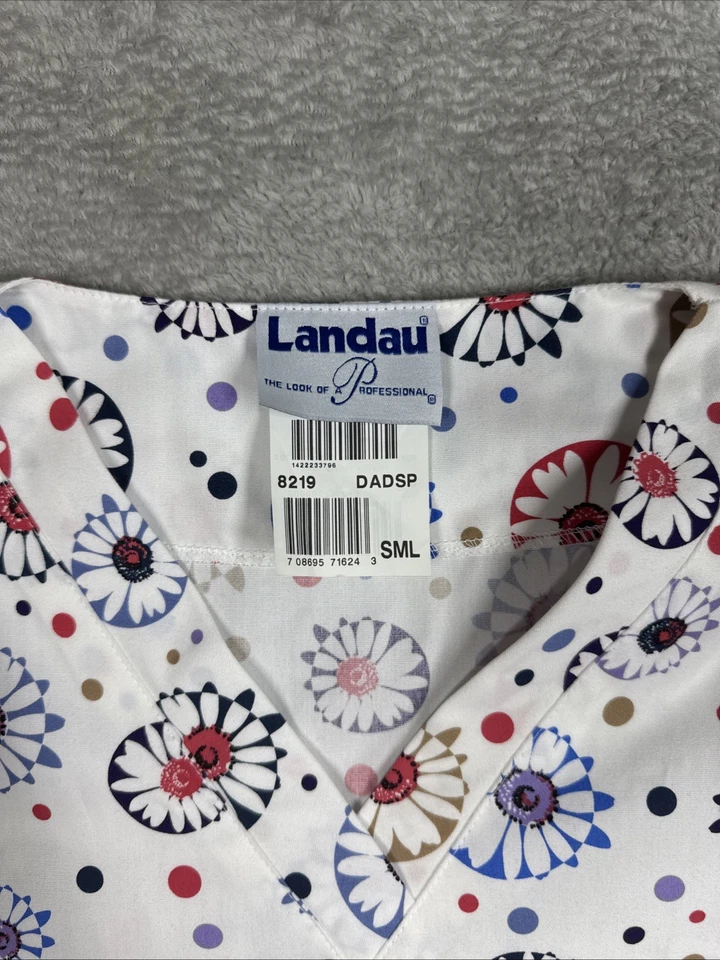 Landau®
THE LOOK OF A PROFESSIONAL®
1422233796
8219 DADSP
7 08695 71624 3 SML